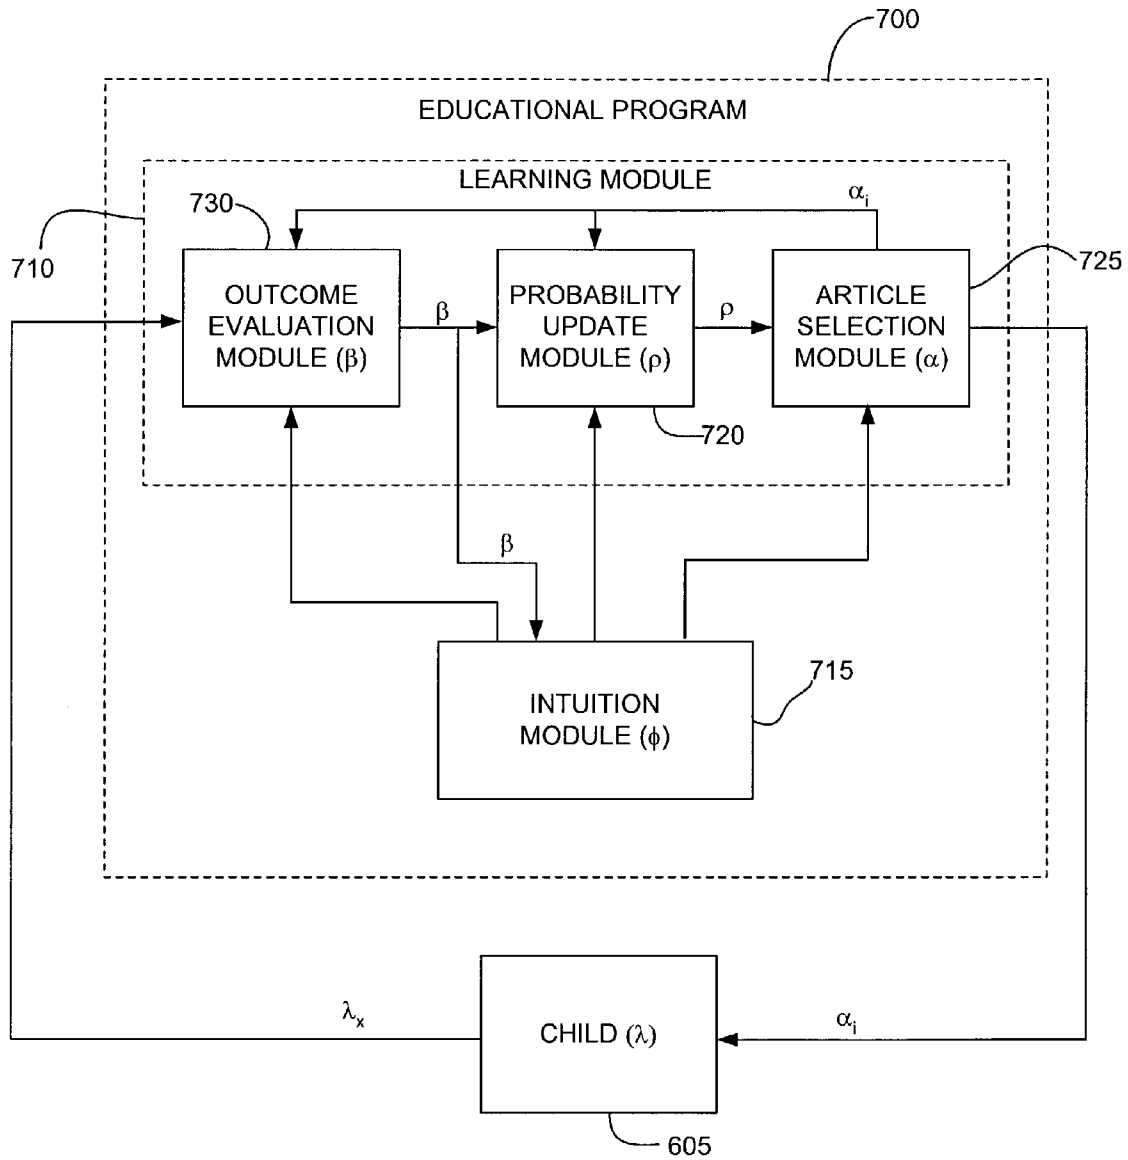 700
EDUCATIONAL PROGRAM
LEARNING MODULE
730
αi
710
725
OUTCOME
EVALUATION
MODULE (β)
β
PROBABILITY
UPDATE
MODULE (ρ)
ρ
ARTICLE
SELECTION
MODULE (α)
720
β
INTUITION
MODULE (ϕ)
715
λx
CHILD (λ)
αi
605